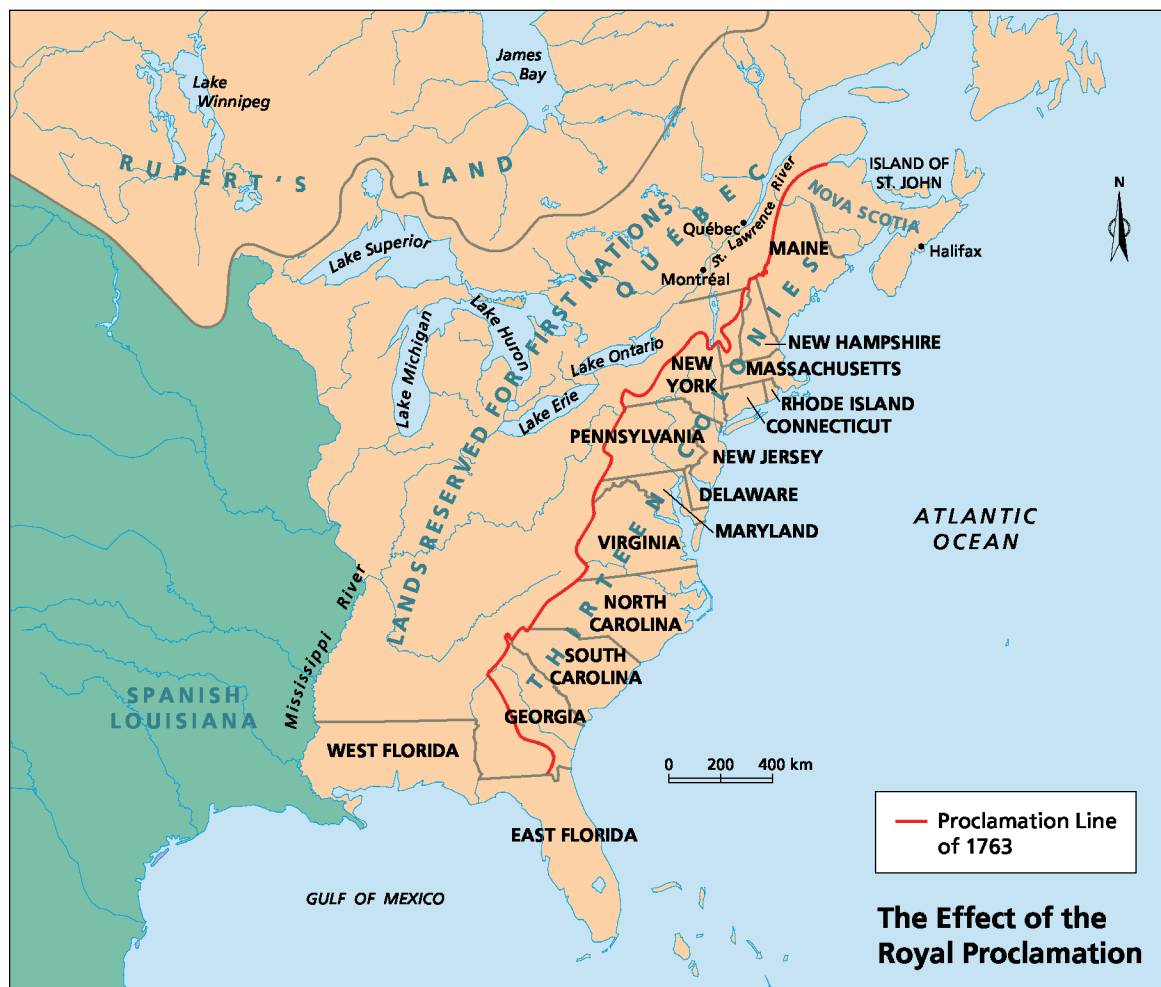 James
Bay
Lake
Winnipeg
RUPERT'S LAND
ISLAND OF
ST. JOHN
NOVA SCOTIA
N
Halifax
QUÉBEC
Québec
St. Lawrence River
Montréal
MAINE
Lake Superior
Lake Michigan
Lake Huron
Lake Ontario
Lake Erie
LANDS RESERVED FOR FIRST NATIONS
THIRTEEN COLONIES
NEW HAMPSHIRE
NEW
YORK
MASSACHUSETTS
RHODE ISLAND
CONNECTICUT
PENNSYLVANIA
NEW JERSEY
DELAWARE
MARYLAND
VIRGINIA
ATLANTIC
OCEAN
NORTH
CAROLINA
SOUTH
CAROLINA
GEORGIA
Mississippi River
SPANISH
LOUISIANA
WEST FLORIDA
EAST FLORIDA
GULF OF MEXICO
0 200 400 km
Proclamation Line
of 1763
The Effect of the
Royal Proclamation